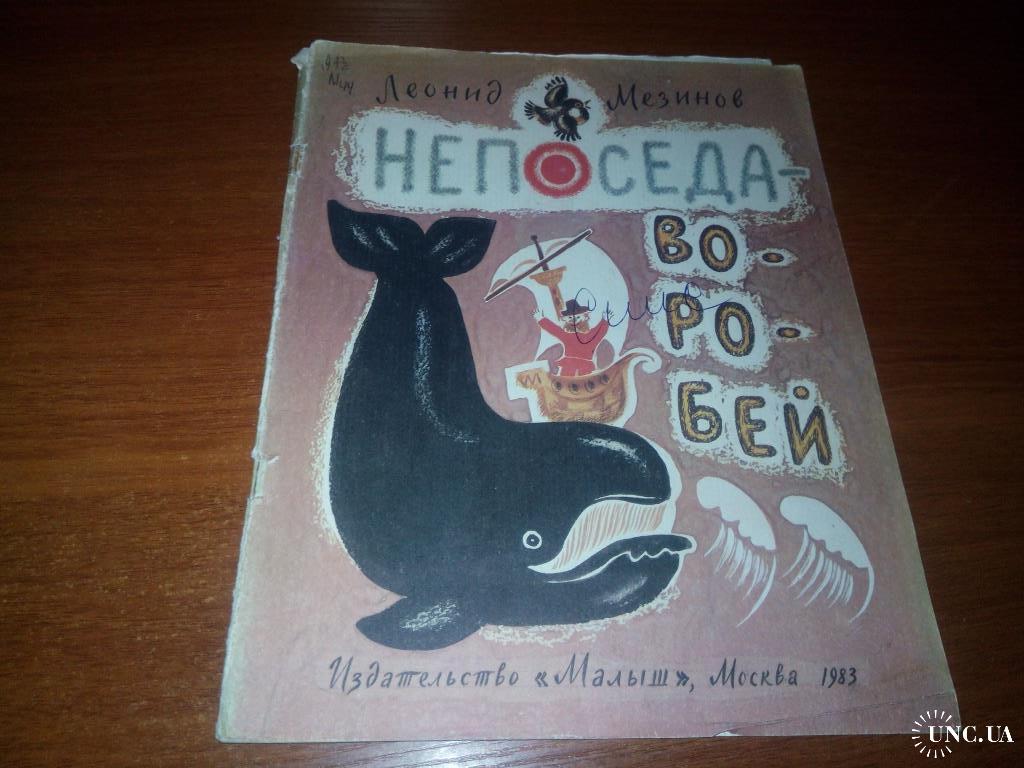 Леонид Мезинов
НЕПОСЕДА-
ВО-
РО-
БЕЙ
Издательство «Малыш», Москва 1983
UNC.UA